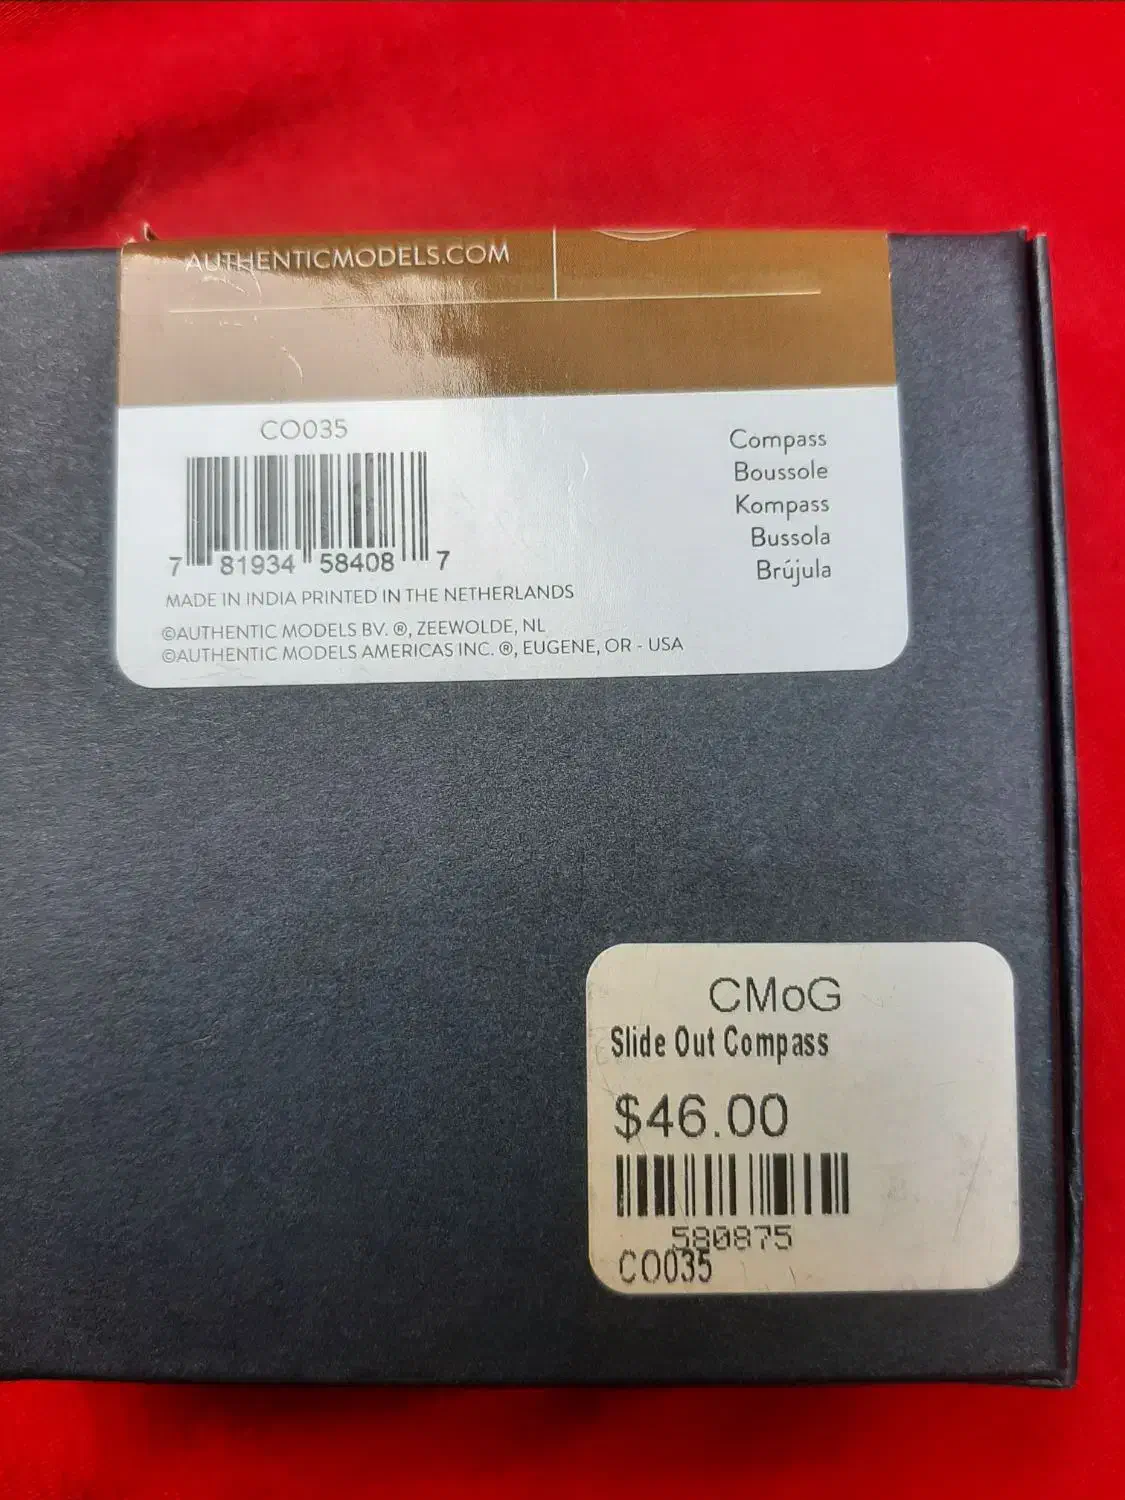 AUTHENTICMODELS.COM
CO035
7 81934 58408 7
MADE IN INDIA PRINTED IN THE NETHERLANDS
©AUTHENTIC MODELS BV. ®, ZEEWOLDE, NL
©AUTHENTIC MODELS AMERICAS INC. ®, EUGENE, OR - USA
Compass
Boussole
Kompass
Bussola
Brújula
CMoG
Slide Out Compass
$46.00
580875
CO035